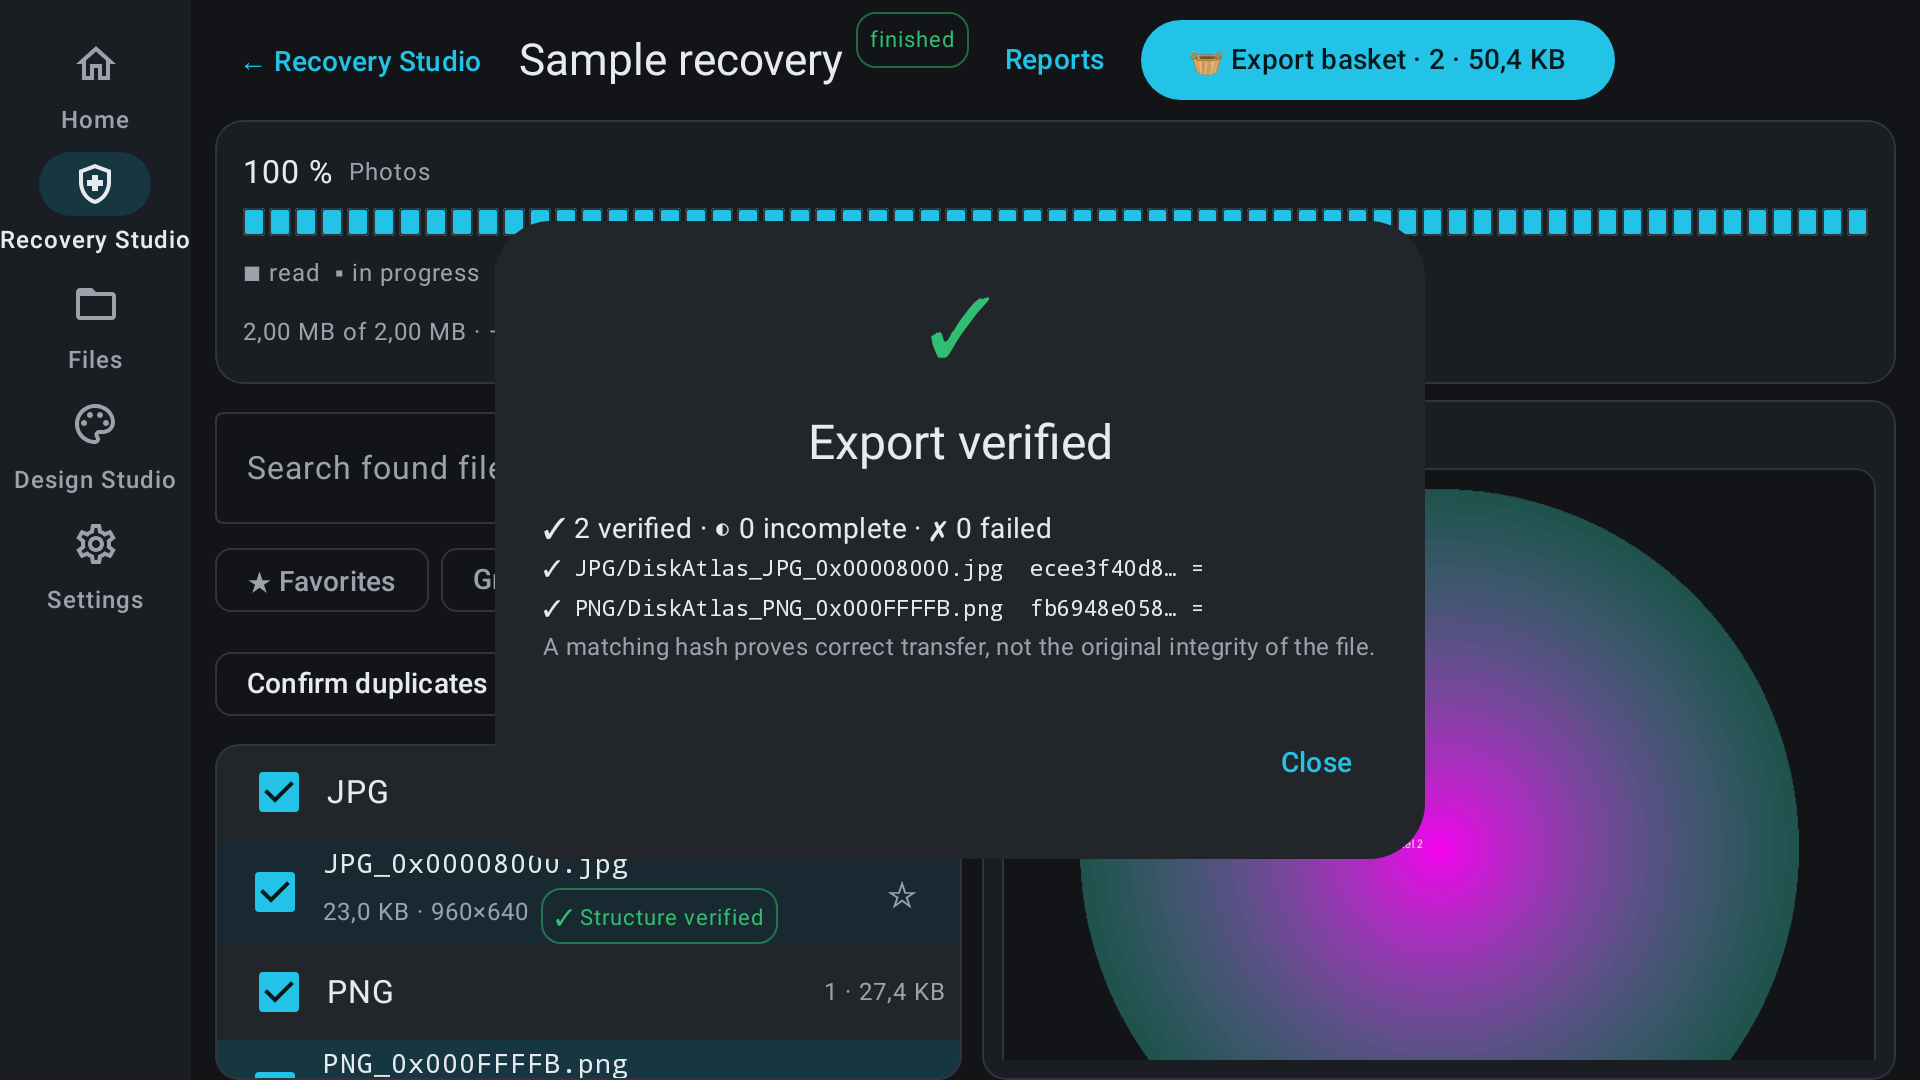 Home
Recovery Studio
Files
Design Studio
Settings
← Recovery Studio
Sample recovery
finished
Reports
Export basket · 2 · 50,4 KB
100 % Photos
■ read ▪ in progress
2,00 MB of 2,00 MB ·
Search found
★ Favorites
Confirm duplicates
Export verified
✓ 2 verified · ◐ 0 incomplete · ✗ 0 failed
✓ JPG/DiskAtlas_JPG_0x00008000.jpg ecee3f40d8… =
✓ PNG/DiskAtlas_PNG_0x000FFFFB.png fb6948e058… =
A matching hash proves correct transfer, not the original integrity of the file.
Close
JPG
JPG_0x00008000.jpg
23,0 KB · 960×640
✓ Structure verified
PNG
1 · 27,4 KB
PNG_0x000FFFFB.png